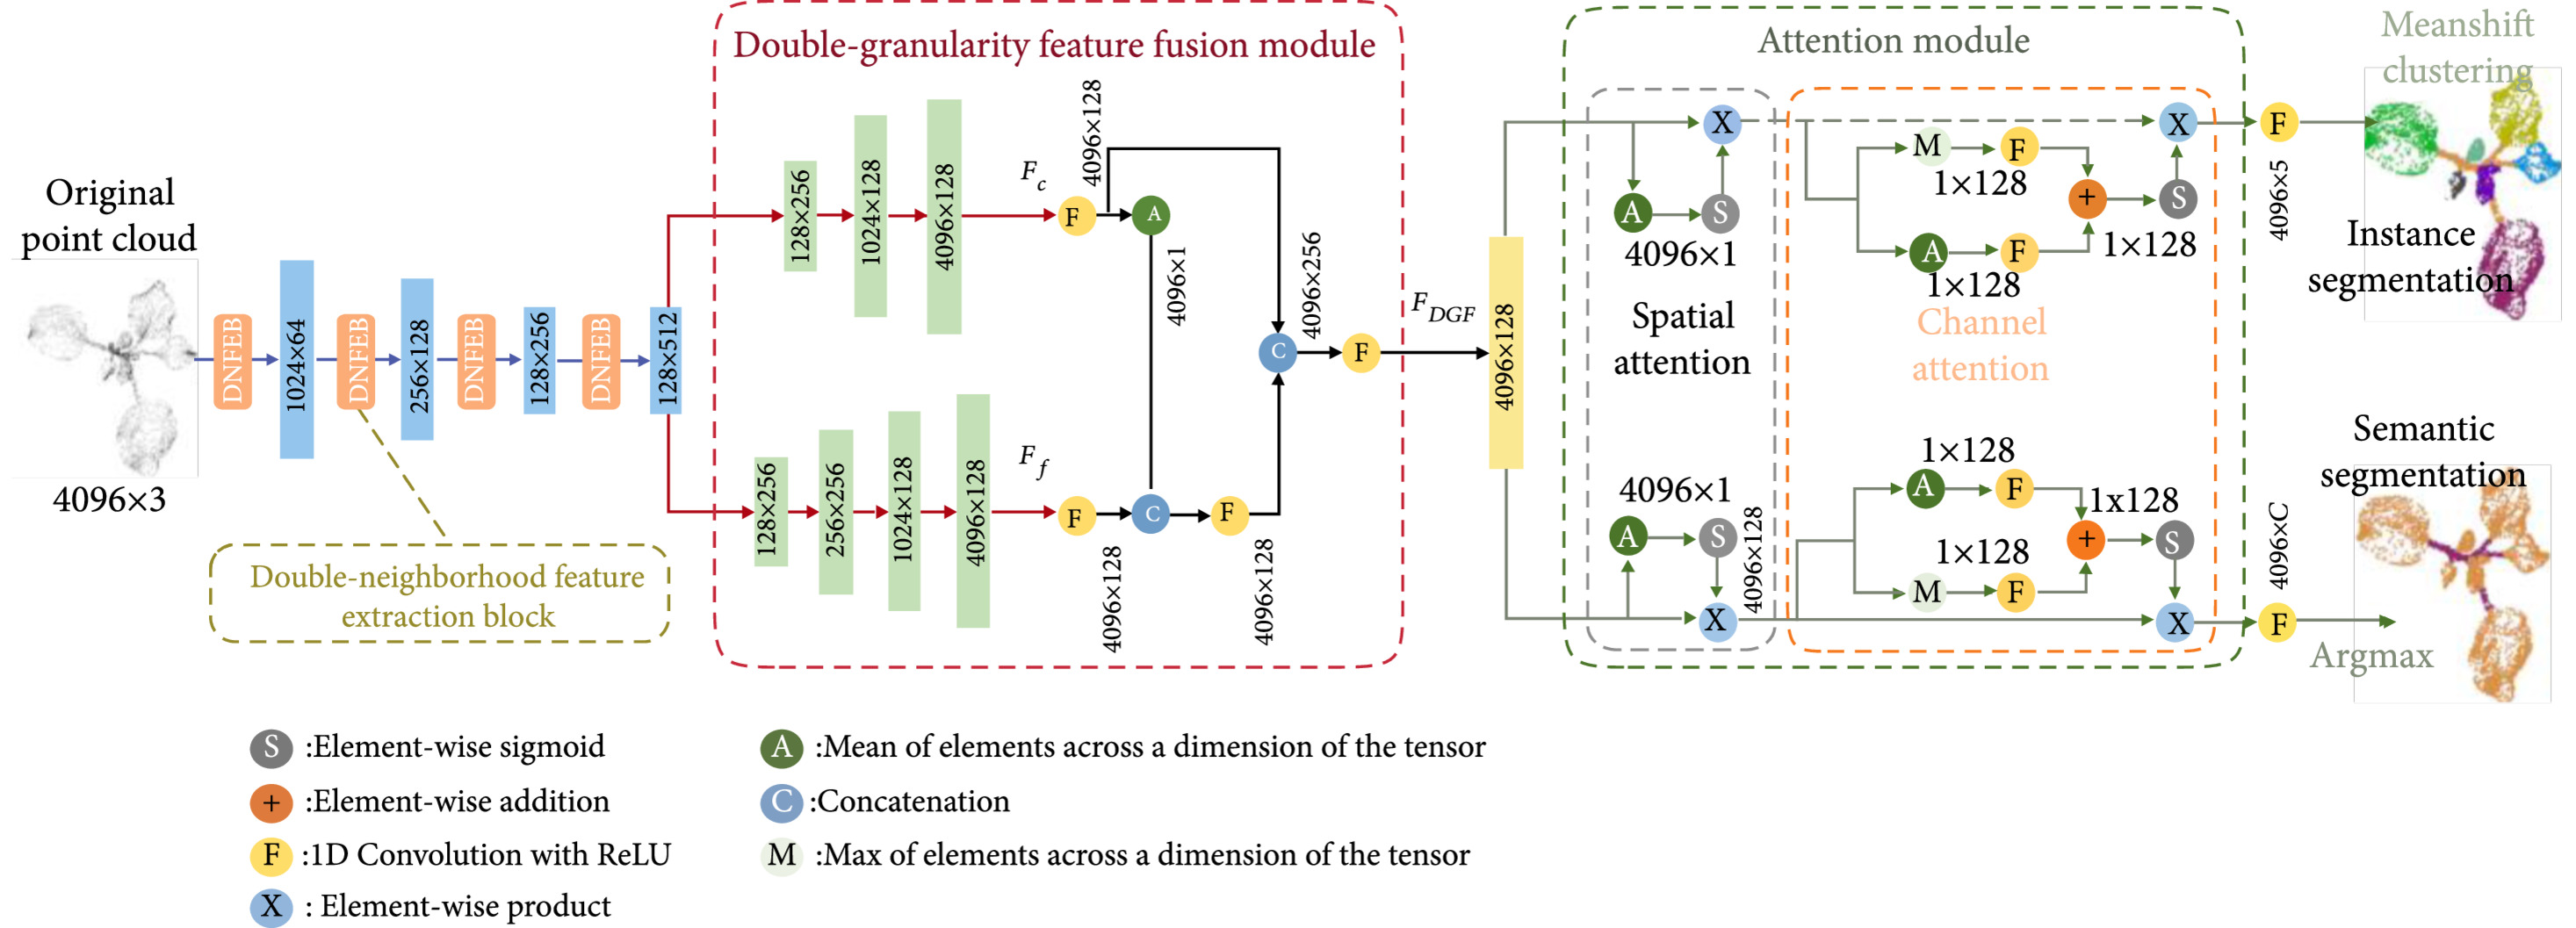 Original
point cloud
4096×3
DNFEB
1024×64
DNFEB
256×128
DNFEB
128×256
DNFEB
128×512
Double-neighborhood feature
extraction block
Double-granularity feature fusion module
128×256
1024×128
4096×128
F_c
F
4096×128
A
4096×1
128×256
256×256
1024×128
4096×128
F_f
F
4096×128
C
F
4096×128
C
4096×256
F
F_DGF
4096×128
Attention module
X
A
S
4096×1
Spatial
attention
4096×1
A
S
X
4096×128
M
F
1×128
A
F
1×128
+
S
1×128
X
Channel
attention
1×128
A
F
1×128
M
F
+
1x128
S
X
F
4096×5
Meanshift
clustering
Instance
segmentation
Semantic
segmentation
4096×C
F
Argmax
S :Element-wise sigmoid
+ :Element-wise addition
F :1D Convolution with ReLU
X : Element-wise product
A :Mean of elements across a dimension of the tensor
C :Concatenation
M :Max of elements across a dimension of the tensor